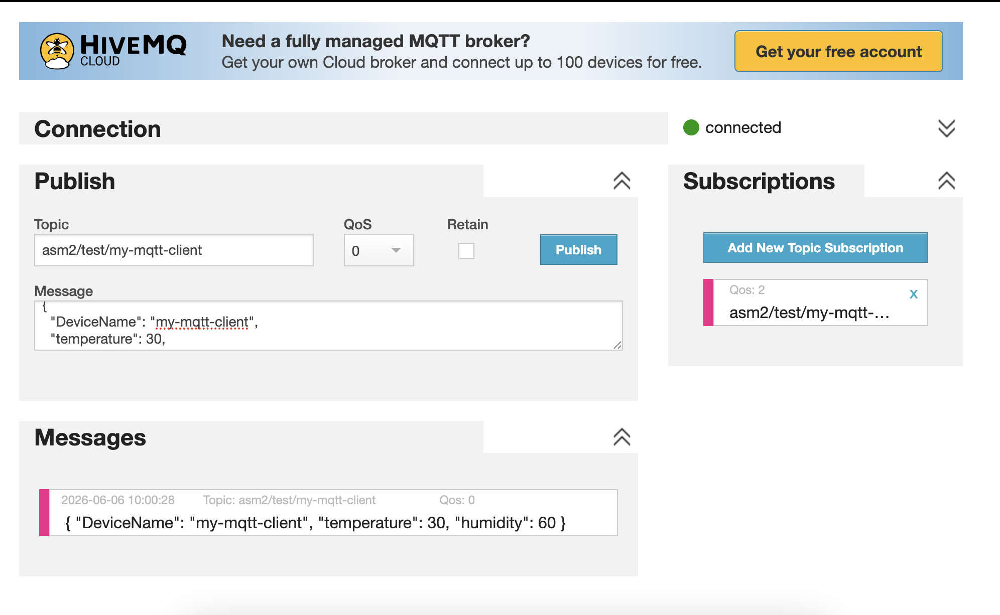 HiveMQ
CLOUD
Need a fully managed MQTT broker?
Get your own Cloud broker and connect up to 100 devices for free.
Get your free account
Connection
connected
Publish
Topic
QoS
Retain
asm2/test/my-mqtt-client
0
Publish
Message
{
"DeviceName": "my-mqtt-client",
"temperature": 30,
Subscriptions
Add New Topic Subscription
Qos: 2
x
asm2/test/my-mqtt-...
Messages
2026-06-06 10:00:28 Topic: asm2/test/my-mqtt-client Qos: 0
{ "DeviceName": "my-mqtt-client", "temperature": 30, "humidity": 60 }